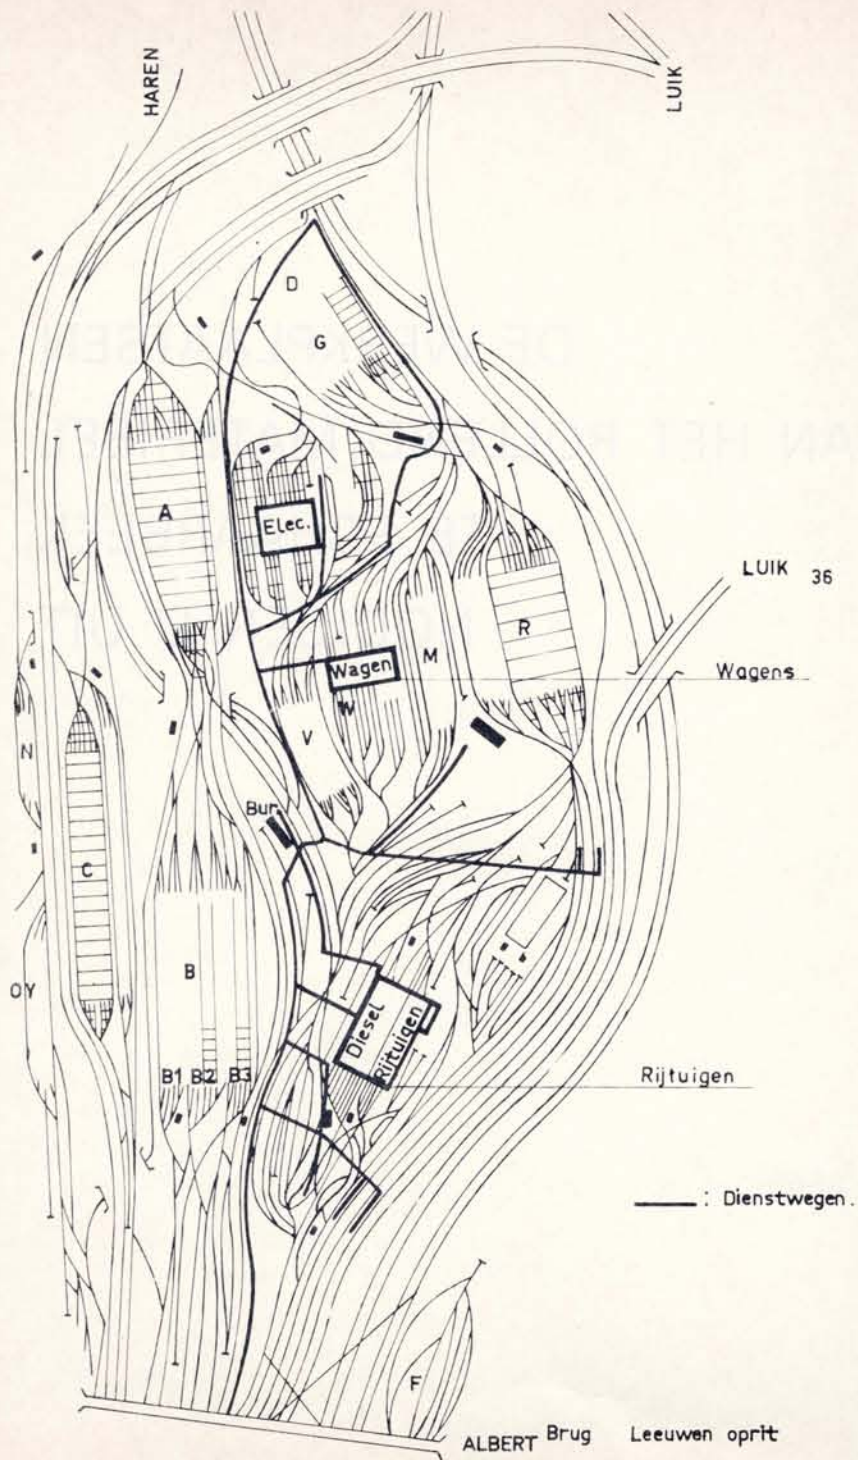 HAREN
LUIK
D
G
A
Elec.
LUIK 36
R
Wagen
M
Wagens
N
W
V
Bur.
C
B
OY
Diesel
Rijtuigen
B1 B2 B3
Rijtuigen
: Dienstwegen.
F
ALBERT Brug Leeuwen oprit